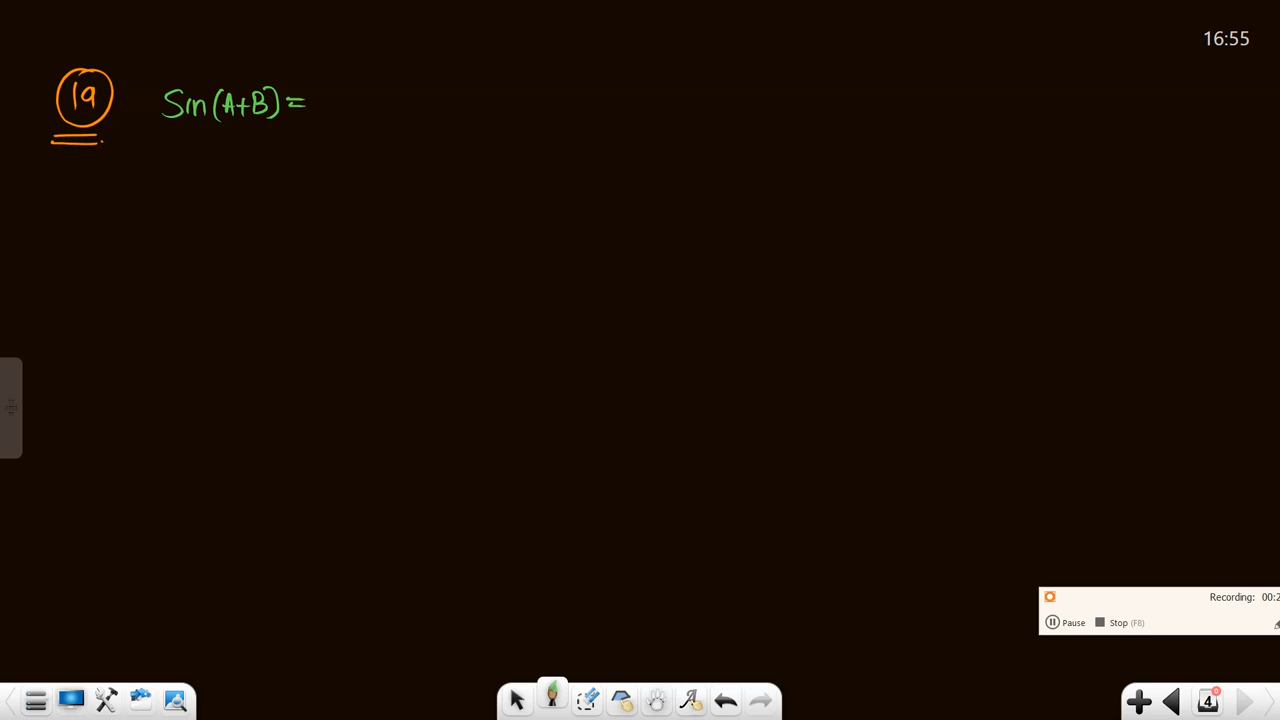 16:55
19 Sin(A+B)=
Recording: 00:2
Pause Stop (F8)
4